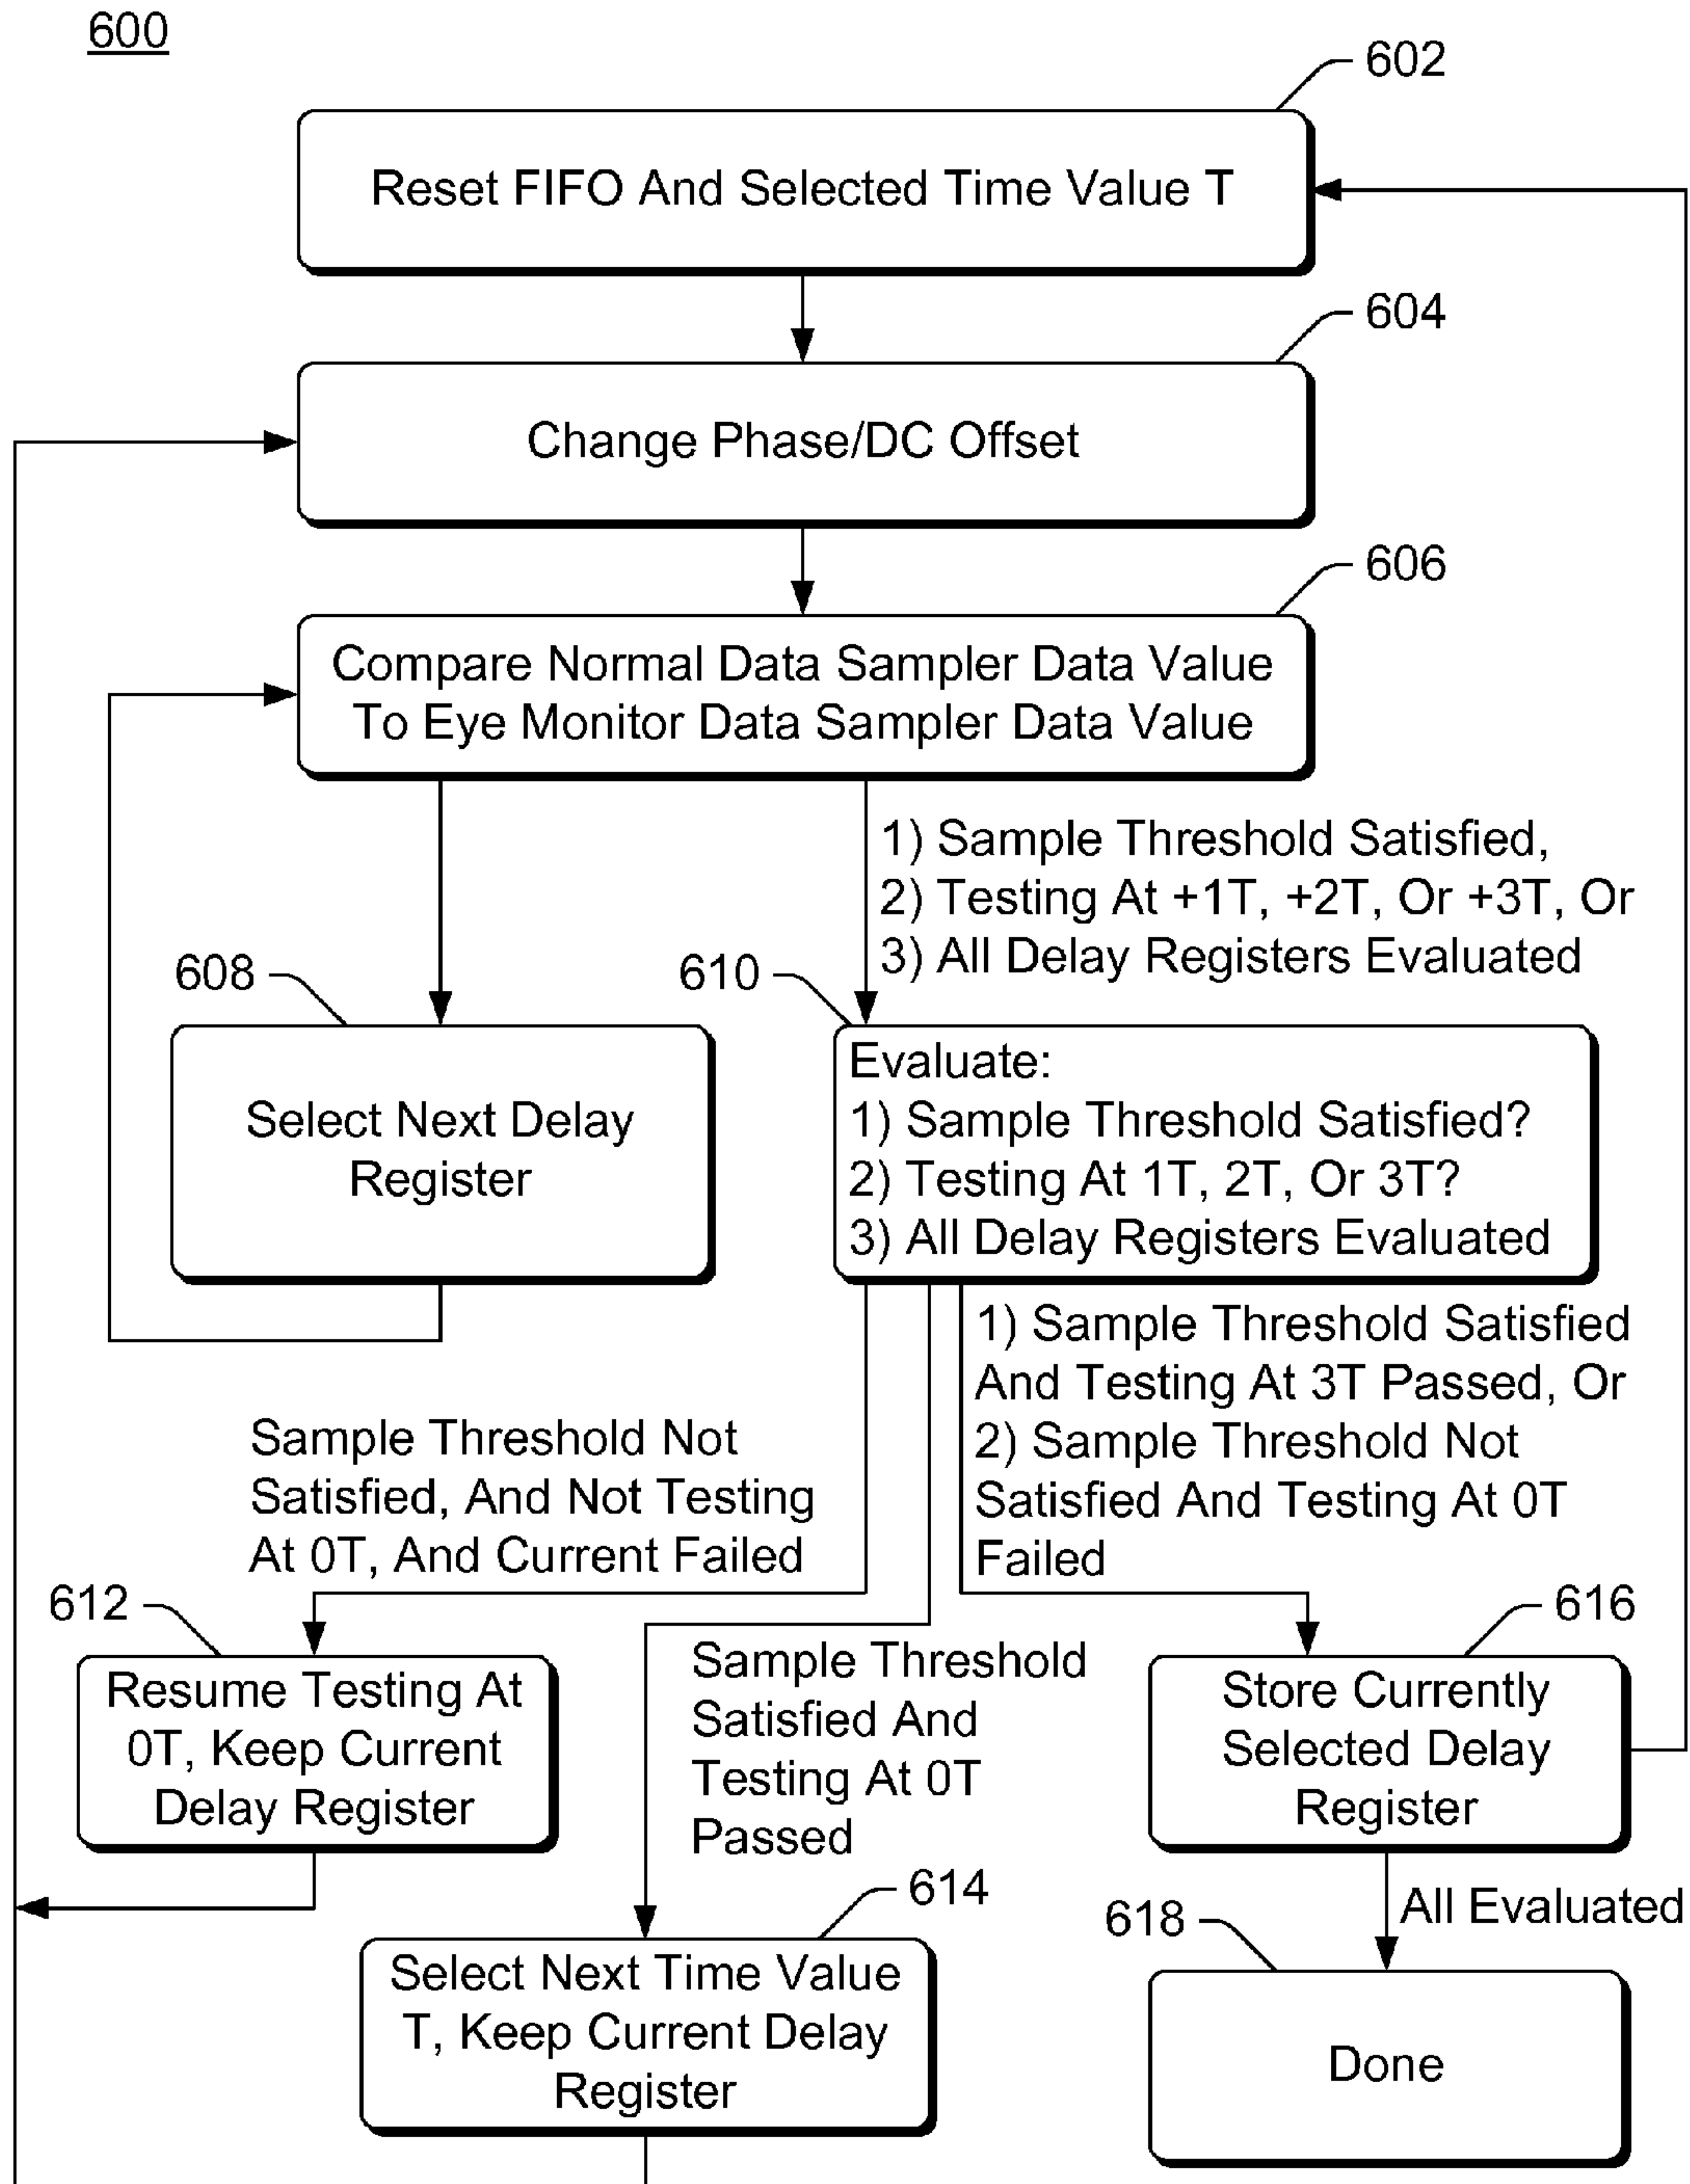 600
602
Reset FIFO And Selected Time Value T
604
Change Phase/DC Offset
606
Compare Normal Data Sampler Data Value
To Eye Monitor Data Sampler Data Value
1) Sample Threshold Satisfied,
2) Testing At +1T, +2T, Or +3T, Or
3) All Delay Registers Evaluated
608
Select Next Delay
Register
610
Evaluate:
1) Sample Threshold Satisfied?
2) Testing At 1T, 2T, Or 3T?
3) All Delay Registers Evaluated
Sample Threshold Not
Satisfied, And Not Testing
At 0T, And Current Failed
1) Sample Threshold Satisfied
And Testing At 3T Passed, Or
2) Sample Threshold Not
Satisfied And Testing At 0T
Failed
612
Resume Testing At
0T, Keep Current
Delay Register
Sample Threshold
Satisfied And
Testing At 0T
Passed
616
Store Currently
Selected Delay
Register
614
Select Next Time Value
T, Keep Current Delay
Register
All Evaluated
618
Done